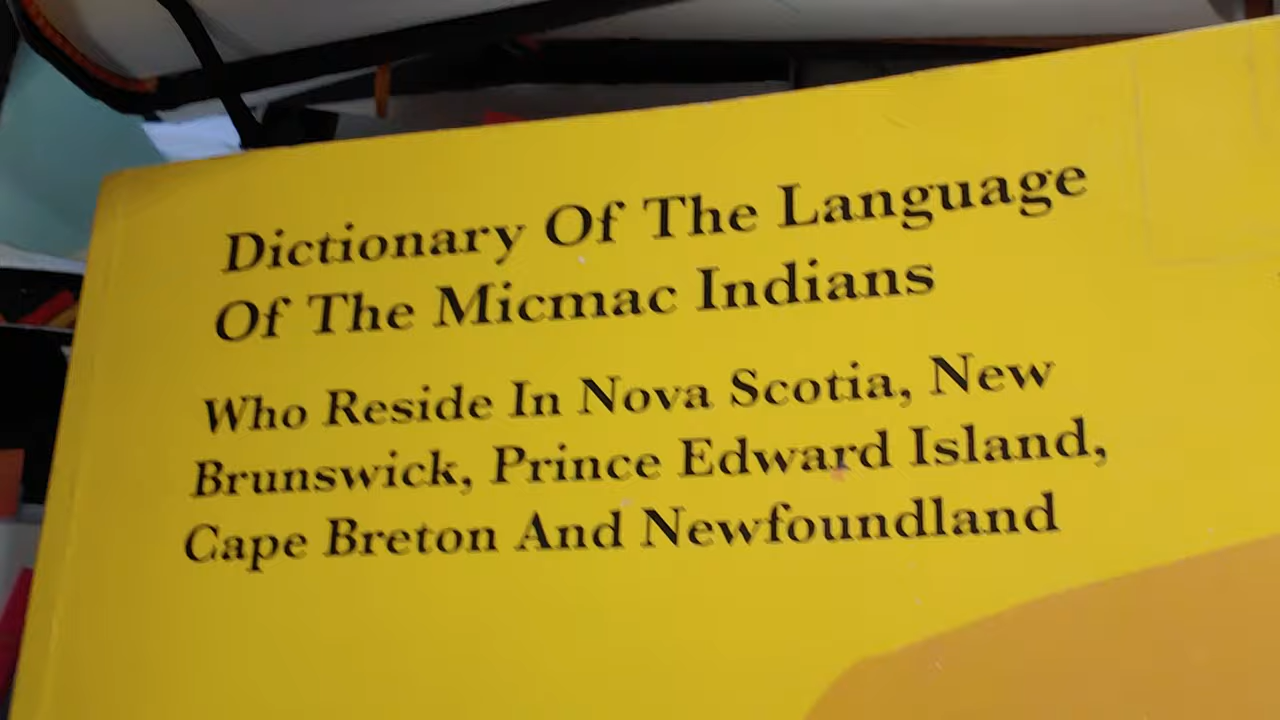 Dictionary Of The Language
Of The Micmac Indians
Who Reside In Nova Scotia, New
Brunswick, Prince Edward Island,
Cape Breton And Newfoundland